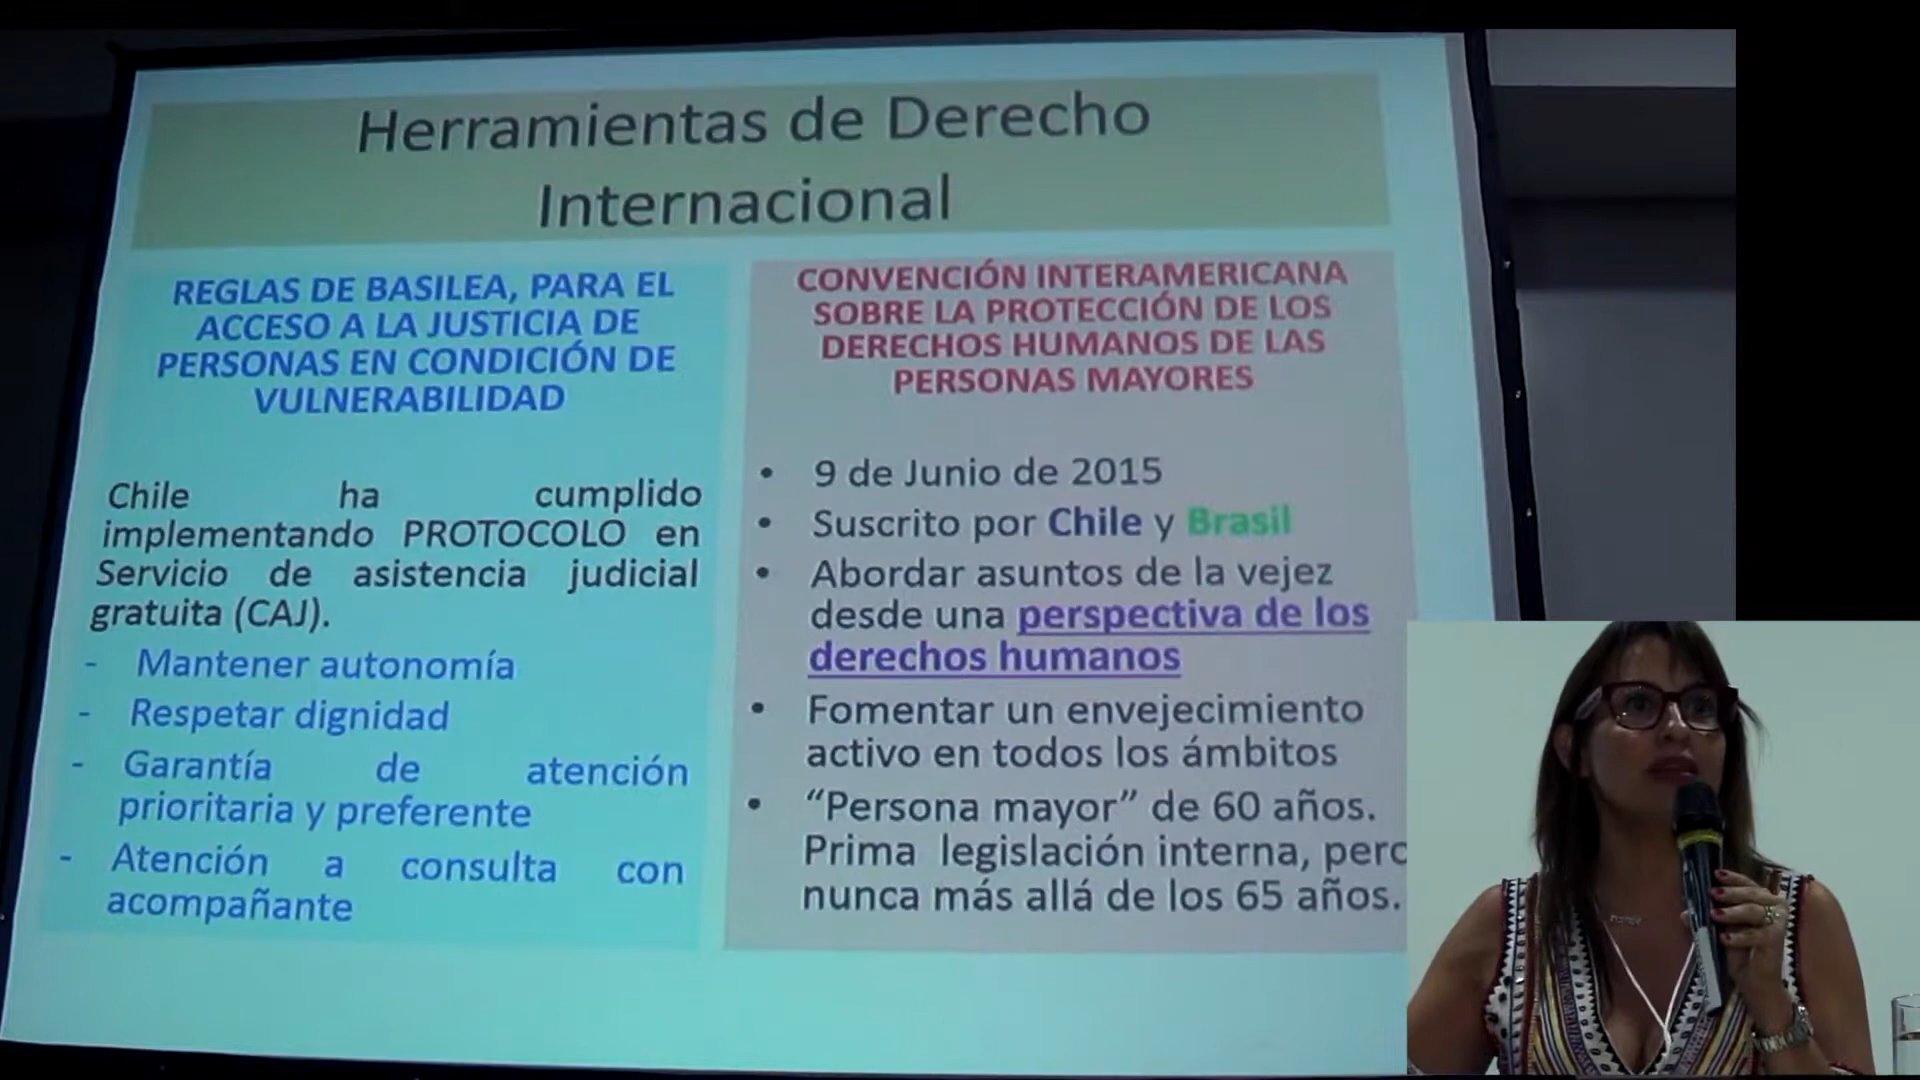 Herramientas de Derecho
Internacional
REGLAS DE BASILEA, PARA EL
ACCESO A LA JUSTICIA DE
PERSONAS EN CONDICIÓN DE
VULNERABILIDAD
Chile ha cumplido
implementando PROTOCOLO en
Servicio de asistencia judicial
gratuita (CAJ).
- Mantener autonomía
- Respetar dignidad
- Garantía de atención
prioritaria y preferente
- Atención a consulta con
acompañante
CONVENCIÓN INTERAMERICANA
SOBRE LA PROTECCIÓN DE LOS
DERECHOS HUMANOS DE LAS
PERSONAS MAYORES
• 9 de Junio de 2015
• Suscrito por Chile y Brasil
• Abordar asuntos de la vejez
desde una perspectiva de los
derechos humanos
• Fomentar un envejecimiento
activo en todos los ámbitos
• “Persona mayor” de 60 años.
Prima legislación interna, pero
nunca más allá de los 65 años.